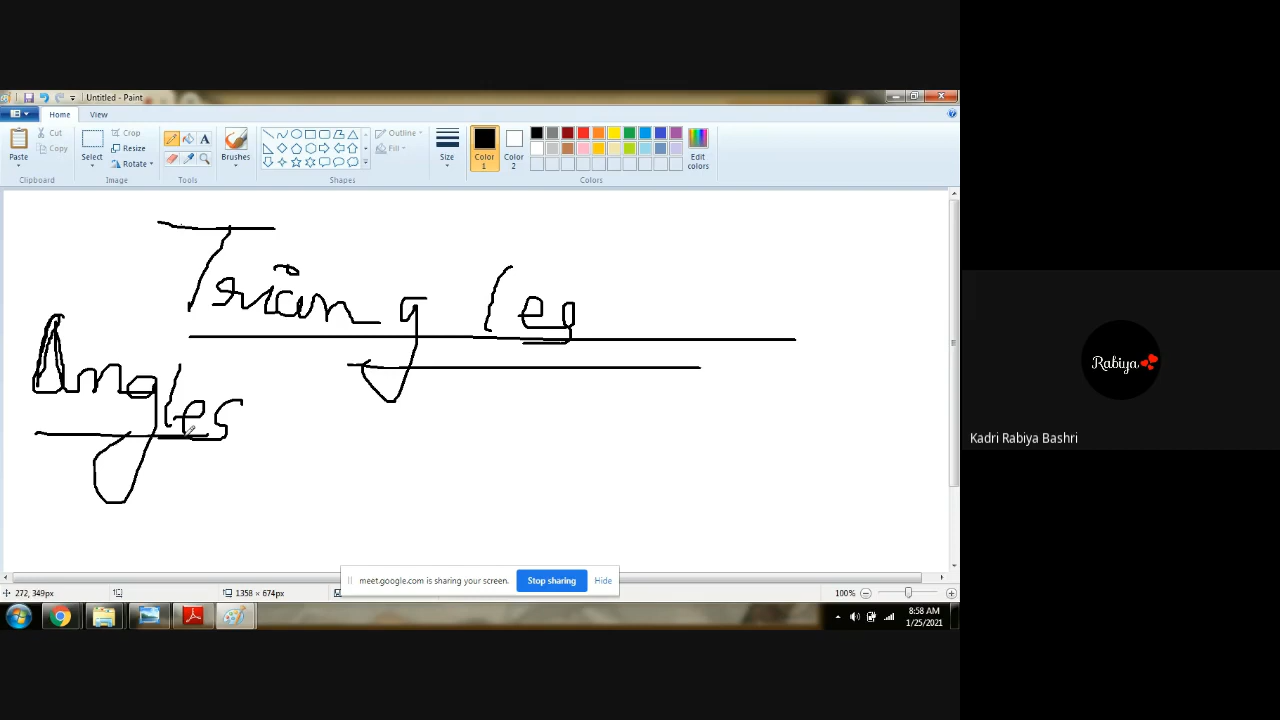 Untitled - Paint
Home View
Paste
Cut
Copy
Clipboard
Select
Crop
Resize
Rotate
Image
A
Tools
Brushes
Outline
Fill
Shapes
Size
Color 1
Color 2
Edit colors
Colors
Triangles
Angles
Rabiya
Kadri Rabiya Bashri
meet.google.com is sharing your screen. Stop sharing Hide
272, 349px 1358 × 674px 100%
8:58 AM
1/25/2021